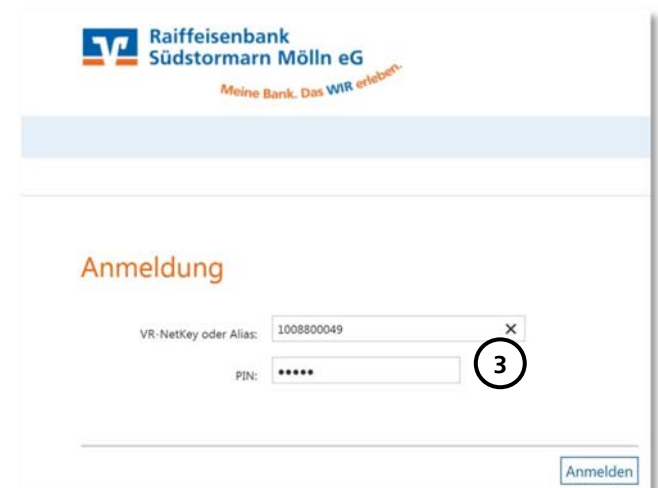 Raiffeisenbank
Südstormarn Mölln eG
Meine Bank. Das WIR erleben.
Anmeldung
VR-NetKey oder Alias: 1008800049 ×
3
PIN: •••••
Anmelden